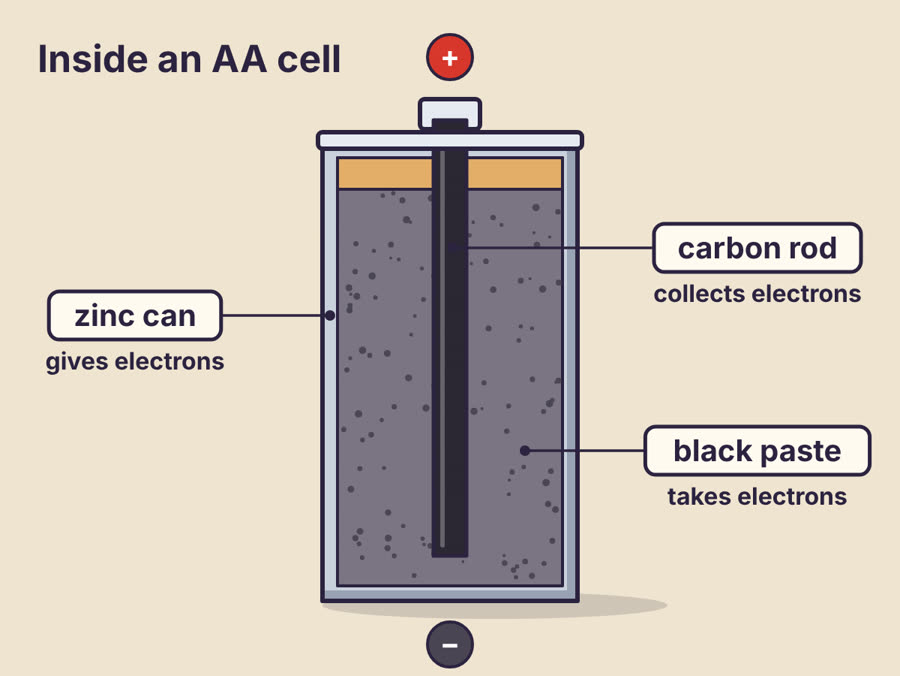 Inside an AA cell
+
carbon rod
collects electrons
zinc can
gives electrons
black paste
takes electrons
−